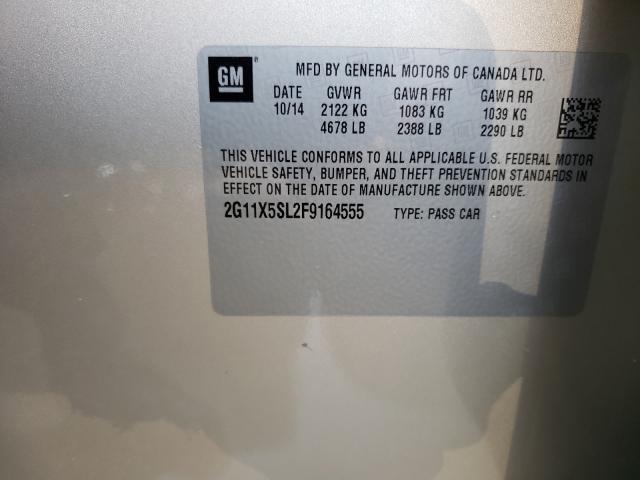 GM
MFD BY GENERAL MOTORS OF CANADA LTD.
DATE GVWR GAWR FRT GAWR RR
10/14 2122 KG 1083 KG 1039 KG
4678 LB 2388 LB 2290 LB
THIS VEHICLE CONFORMS TO ALL APPLICABLE U.S. FEDERAL MOTOR
VEHICLE SAFETY, BUMPER, AND THEFT PREVENTION STANDARDS IN
EFFECT ON THE DATE OF MANUFACTURE SHOWN ABOVE.
2G11X5SL2F9164555 TYPE: PASS CAR